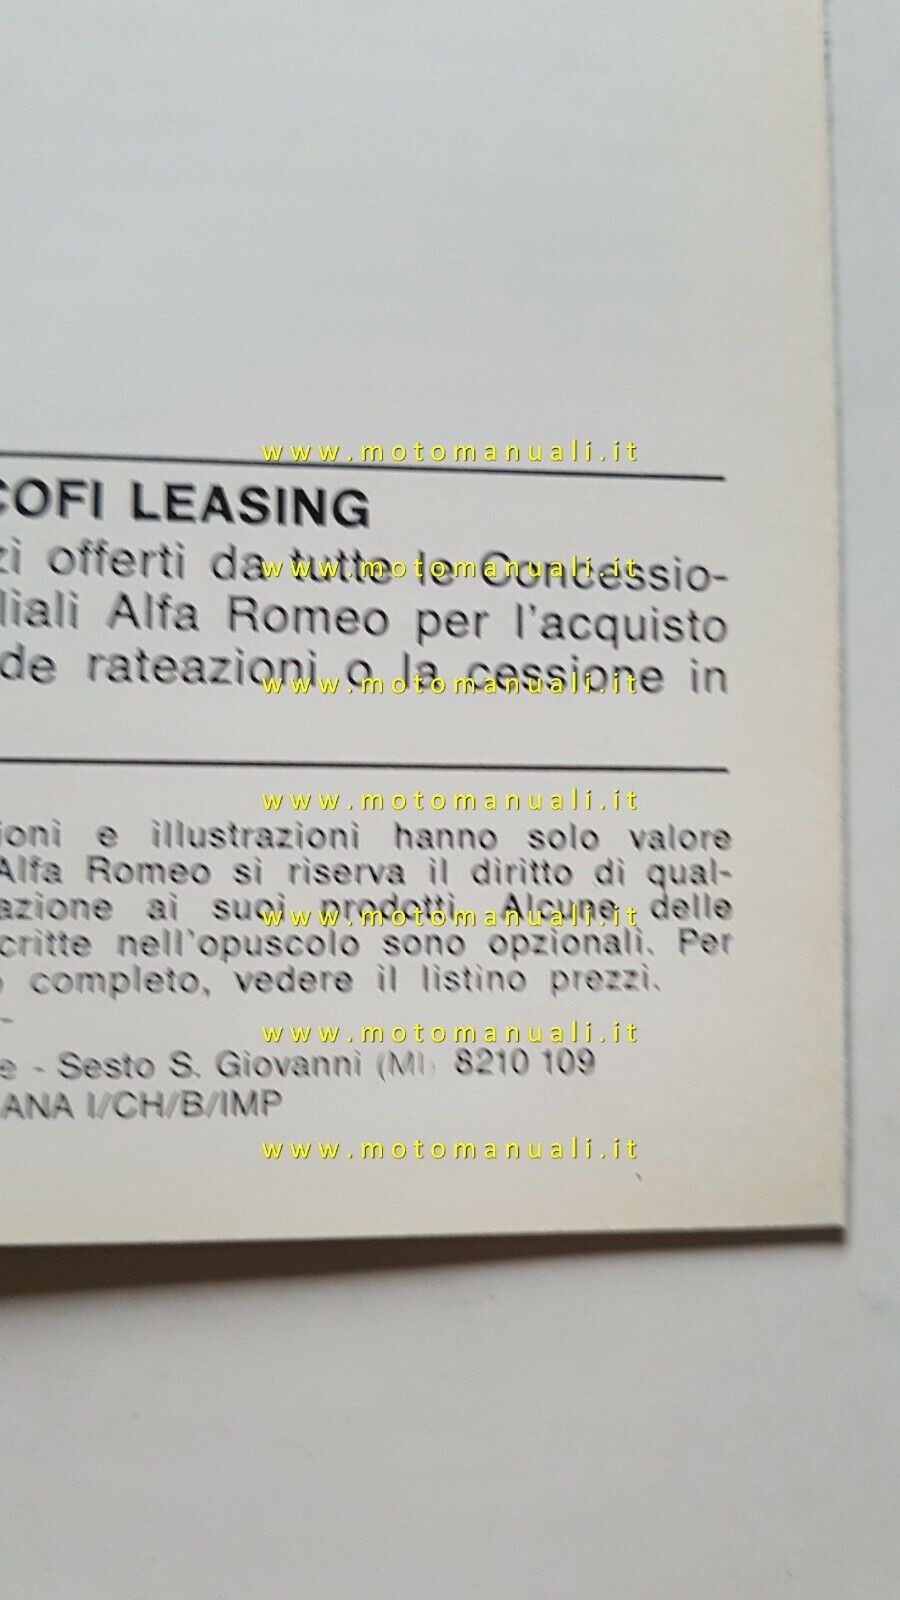 www.motomanuali.it
COFI LEASING
zi offerti da tutte le Concessio-
www.motomanuali.it
liali Alfa Romeo per l'acquisto
de rateazioni o la cessione in
www.motomanuali.it
www.motomanuali.it
ioni e illustrazioni hanno solo valore
Alfa Romeo si riserva il diritto di qual-
azione ai suoi prodotti. Alcune delle
www.motomanuali.it
critte nell'opuscolo sono opzionali. Per
o completo, vedere il listino prezzi.
www.motomanuali.it
e - Sesto S. Giovanni (MI) 8210 109
ANA I/CH/B/IMP
www.motomanuali.it